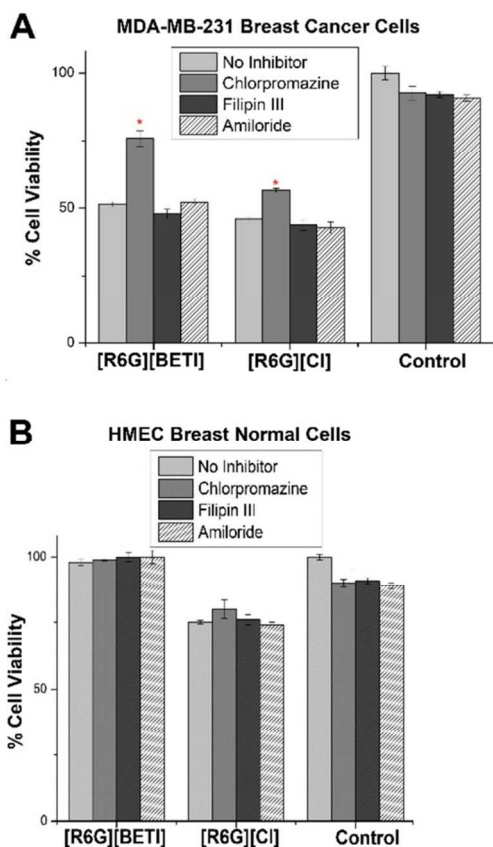 A
MDA-MB-231 Breast Cancer Cells
No Inhibitor
Chlorpromazine
Filipin III
Amiloride
% Cell Viability
100
50
0
*
*
[R6G][BETI]
[R6G][Cl]
Control
B
HMEC Breast Normal Cells
No Inhibitor
Chlorpromazine
Filipin III
Amiloride
% Cell Viability
100
50
0
[R6G][BETI]
[R6G][Cl]
Control